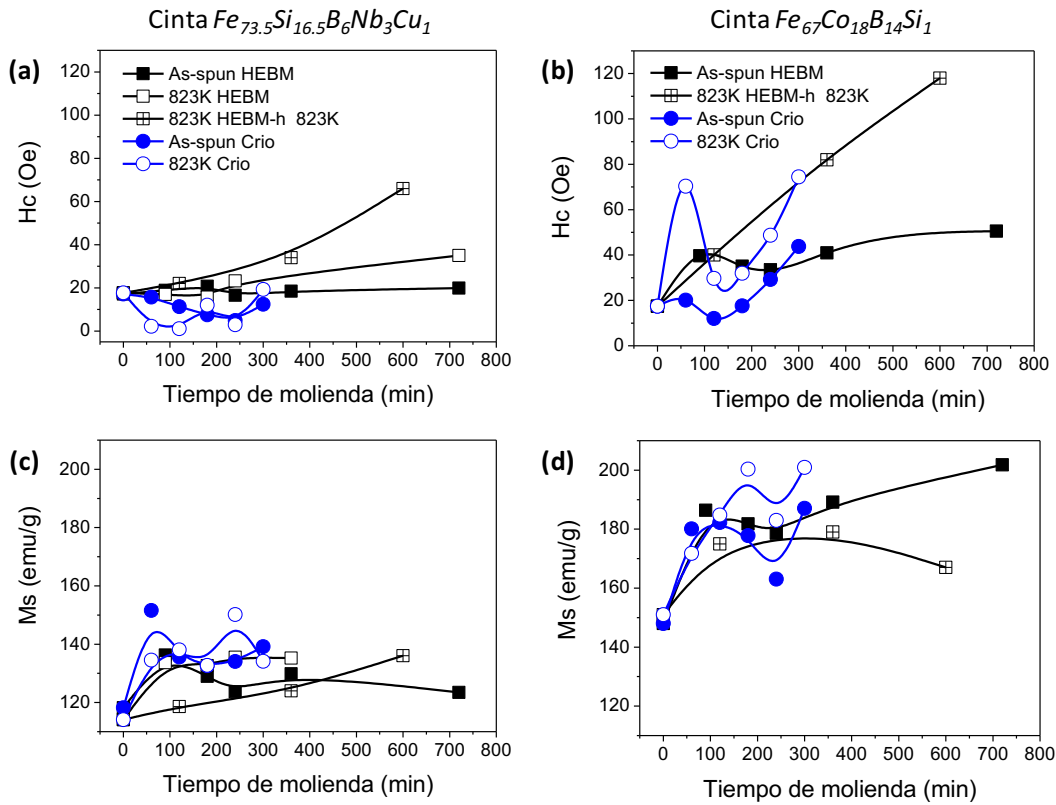 Cinta Fe73.5Si16.5B6Nb3Cu1
Cinta Fe67Co18B14Si1
(a)
120
100
80
60
40
20
0
Hc (Oe)
As-spun HEBM
823K HEBM
823K HEBM-h 823K
As-spun Crio
823K Crio
0 100 200 300 400 500 600 700 800
Tiempo de molienda (min)
(b)
120
100
80
60
40
20
0
Hc (Oe)
As-spun HEBM
823K HEBM-h 823K
As-spun Crio
823K Crio
0 100 200 300 400 500 600 700 800
Tiempo de molienda (min)
(c)
200
180
160
140
120
Ms (emu/g)
0 100 200 300 400 500 600 700 800
Tiempo de molienda (min)
(d)
200
180
160
140
120
Ms (emu/g)
0 100 200 300 400 500 600 700 800
Tiempo de molienda (min)